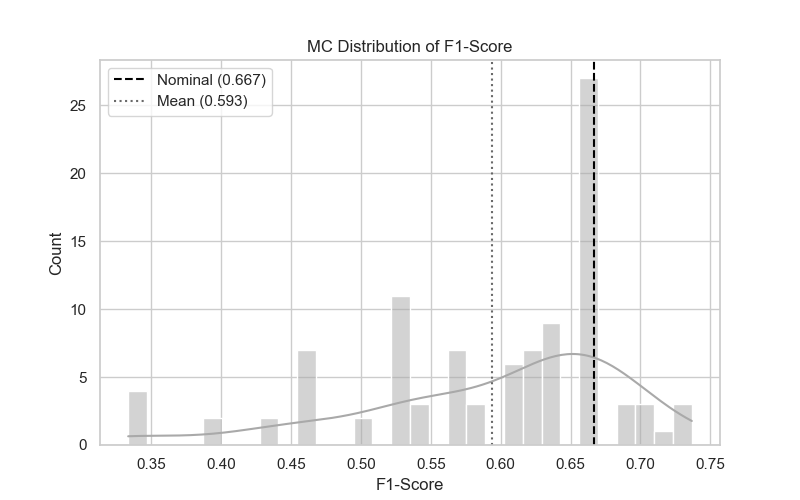 MC Distribution of F1-Score
Nominal (0.667)
Mean (0.593)
Count
25
20
15
10
5
0
0.35 0.40 0.45 0.50 0.55 0.60 0.65 0.70 0.75
F1-Score